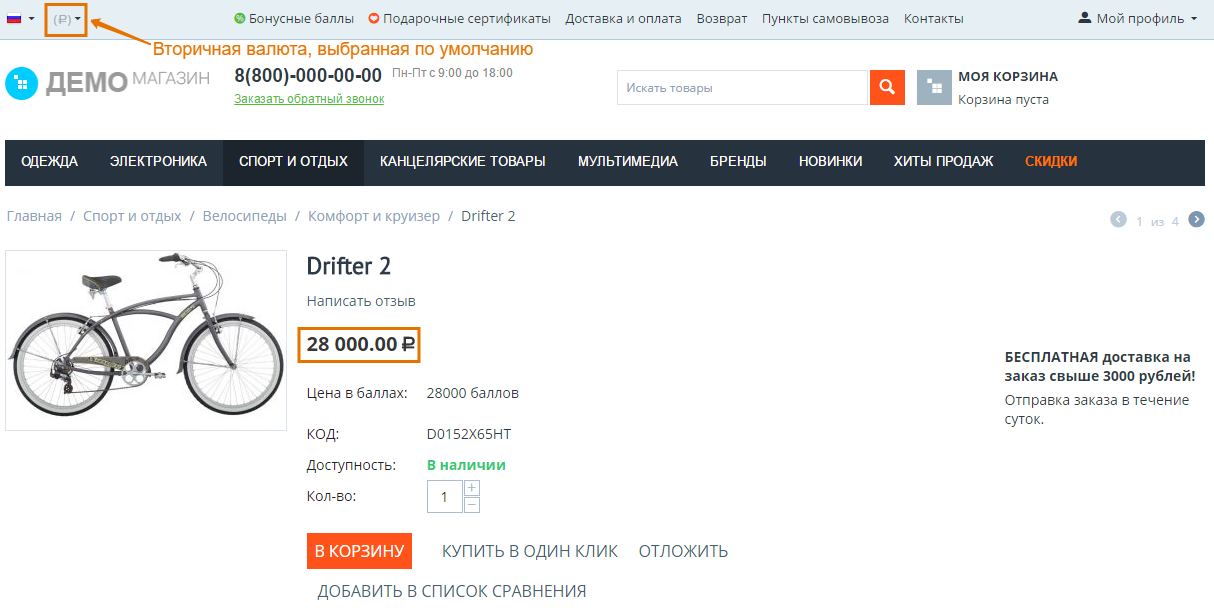 (₽) Бонусные баллы Подарочные сертификаты Доставка и оплата Возврат Пункты самовывоза Контакты Мой профиль
Вторичная валюта, выбранная по умолчанию
ДЕМО МАГАЗИН
8(800)-000-00-00 Пн-Пт с 9:00 до 18:00
Заказать обратный звонок
Искать товары
МОЯ КОРЗИНА
Корзина пуста
ОДЕЖДА ЭЛЕКТРОНИКА СПОРТ И ОТДЫХ КАНЦЕЛЯРСКИЕ ТОВАРЫ МУЛЬТИМЕДИА БРЕНДЫ НОВИНКИ ХИТЫ ПРОДАЖ СКИДКИ
Главная / Спорт и отдых / Велосипеды / Комфорт и круизер / Drifter 2
1 из 4
Drifter 2
Написать отзыв
28 000.00 ₽
Цена в баллах: 28000 баллов
КОД: D0152X65HT
Доступность: В наличии
Кол-во: 1 + −
В КОРЗИНУ КУПИТЬ В ОДИН КЛИК ОТЛОЖИТЬ
ДОБАВИТЬ В СПИСОК СРАВНЕНИЯ
БЕСПЛАТНАЯ доставка на
заказ свыше 3000 рублей!
Отправка заказа в течение
суток.